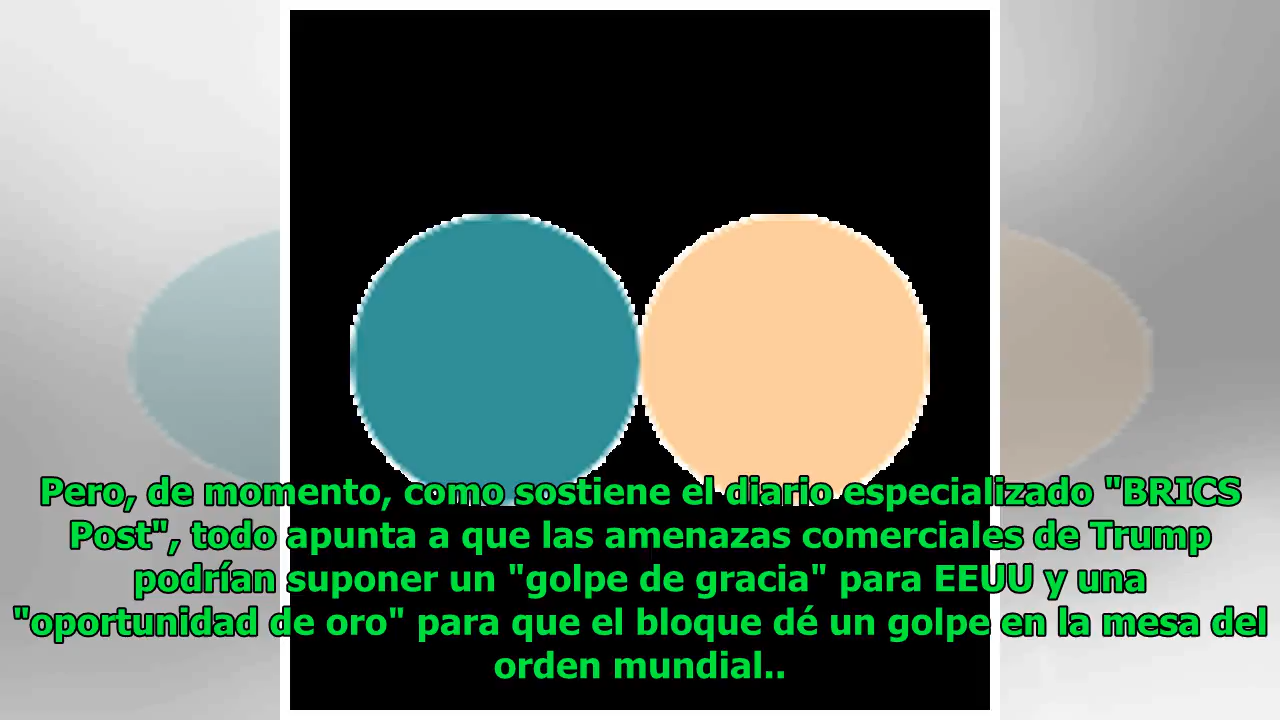 Pero, de momento, como sostiene el diario especializado "BRICS
Post", todo apunta a que las amenazas comerciales de Trump
podrían suponer un "golpe de gracia" para EEUU y una
"oportunidad de oro" para que el bloque dé un golpe en la mesa del
orden mundial..